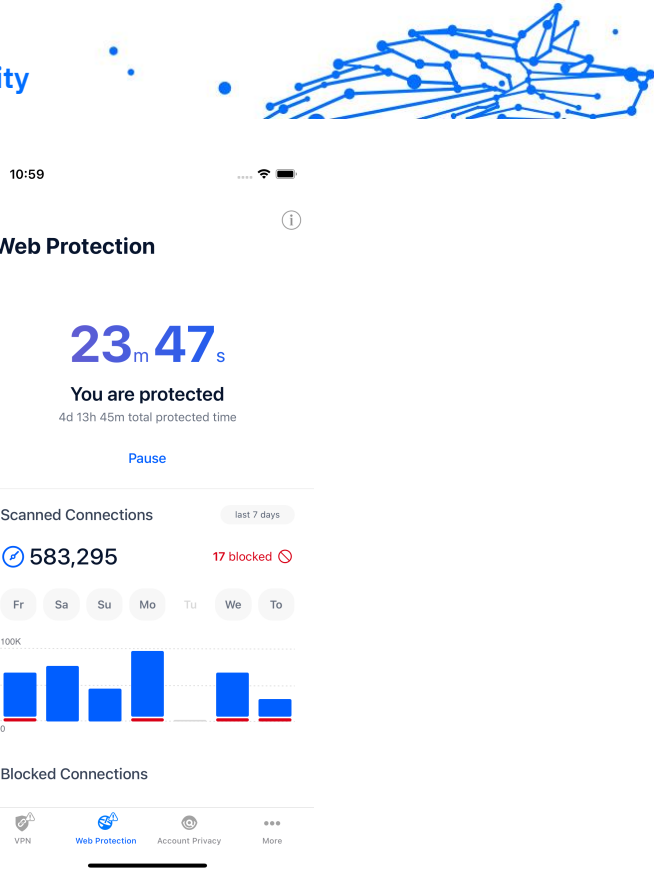 ity
10:59
Web Protection
23m 47s
You are protected
4d 13h 45m total protected time
Pause
Scanned Connections
last 7 days
583,295
17 blocked
Fr Sa Su Mo Tu We To
100K
0
Blocked Connections
VPN Web Protection Account Privacy More